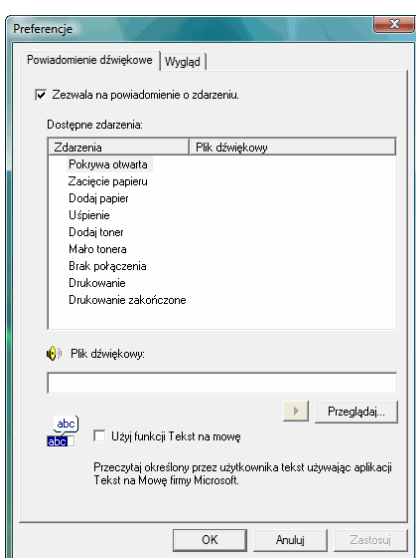 Preferencje
Powiadomienie dźwiękowe Wygląd
Zezwala na powiadomienie o zdarzeniu.
Dostępne zdarzenia:
Zdarzenia Plik dźwiękowy
Pokrywa otwarta
Zacięcie papieru
Dodaj papier
Uśpienie
Dodaj toner
Mało tonera
Brak połączenia
Drukowanie
Drukowanie zakończone
Plik dźwiękowy:
Przeglądaj...
abc
abc
Użyj funkcji Tekst na mowę
Przeczytaj określony przez użytkownika tekst używając aplikacji
Tekst na Mowę firmy Microsoft.
OK Anuluj Zastosuj